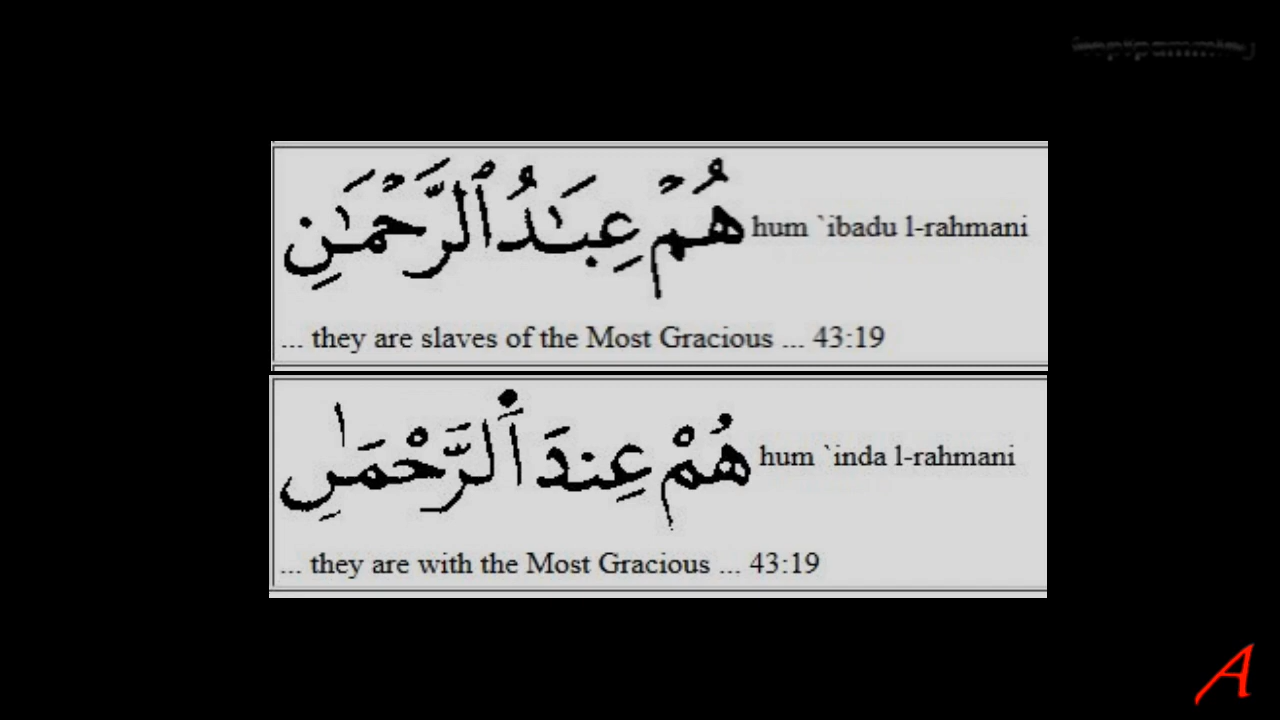 هُمْ عِبَـٰدُ ٱلرَّحْمَـٰنِ hum `ibadu l-rahmani
... they are slaves of the Most Gracious ... 43:19
هُمْ عِندَ اَ۬لرَّحْمَٰنِ hum `inda l-rahmani
... they are with the Most Gracious ... 43:19
A